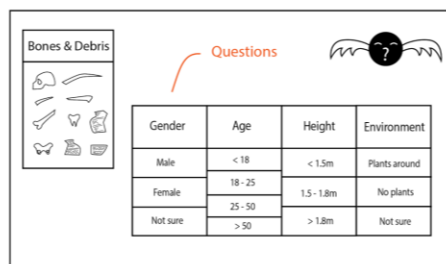 Bones & Debris
Questions
?
Gender Age Height Environment
Male < 18 < 1.5m Plants around
Female 18 - 25 1.5 - 1.8m No plants
Not sure 25 - 50 > 1.8m Not sure
> 50